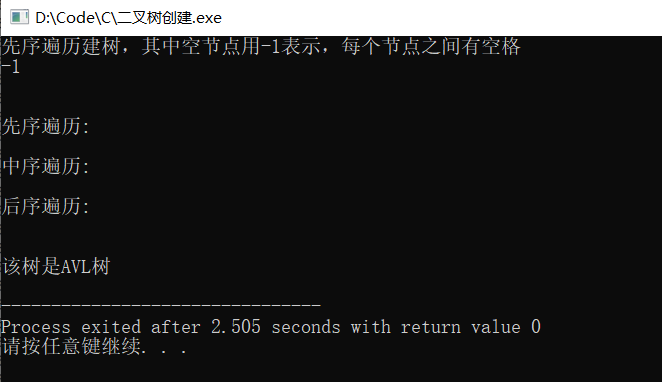 D:\Code\C\二叉树创建.exe
先序遍历建树，其中空节点用-1表示，每个节点之间有空格
-1
先序遍历:
中序遍历:
后序遍历:
该树是AVL树
--------------------------------
Process exited after 2.505 seconds with return value 0
请按任意键继续. . .